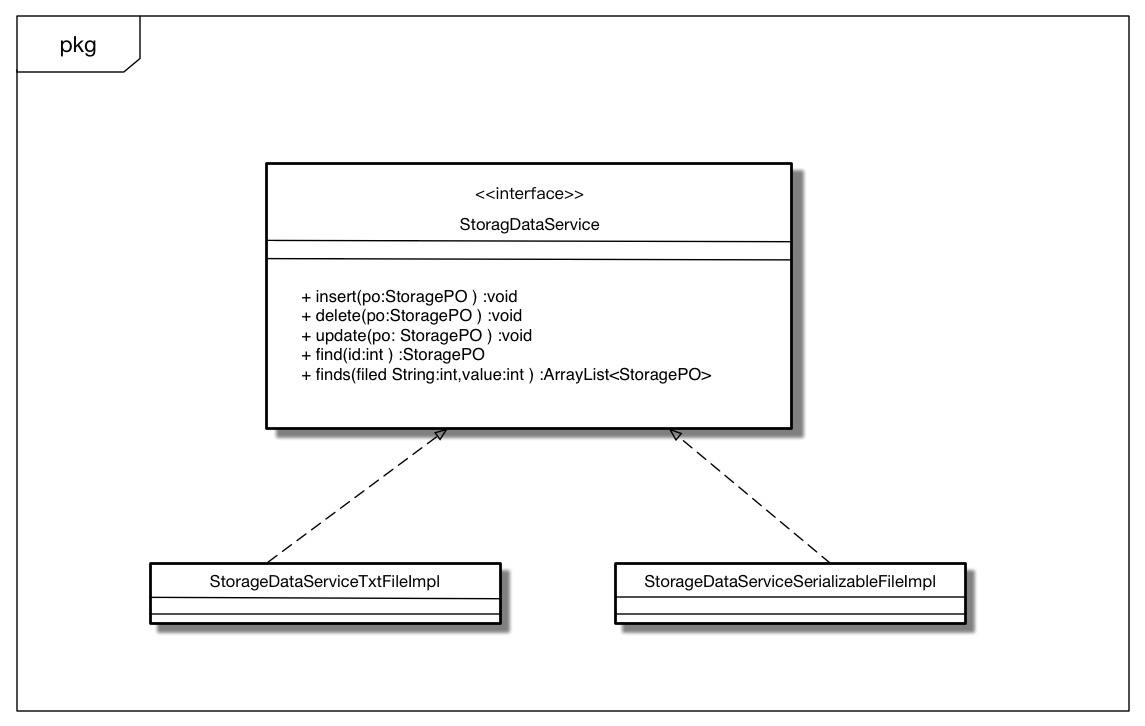 pkg
<<interface>>
StoragDataService
+ insert(po:StoragePO ) :void
+ delete(po:StoragePO ) :void
+ update(po: StoragePO ) :void
+ find(id:int ) :StoragePO
+ finds(filed String:int,value:int ) :ArrayList<StoragePO>
StorageDataServiceTxtFileImpl
StorageDataServiceSerializableFileImpl